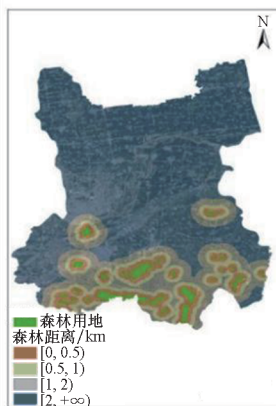 N
森林用地
森林距离/km
[0, 0.5)
[0.5, 1)
[1, 2)
[2, +∞)